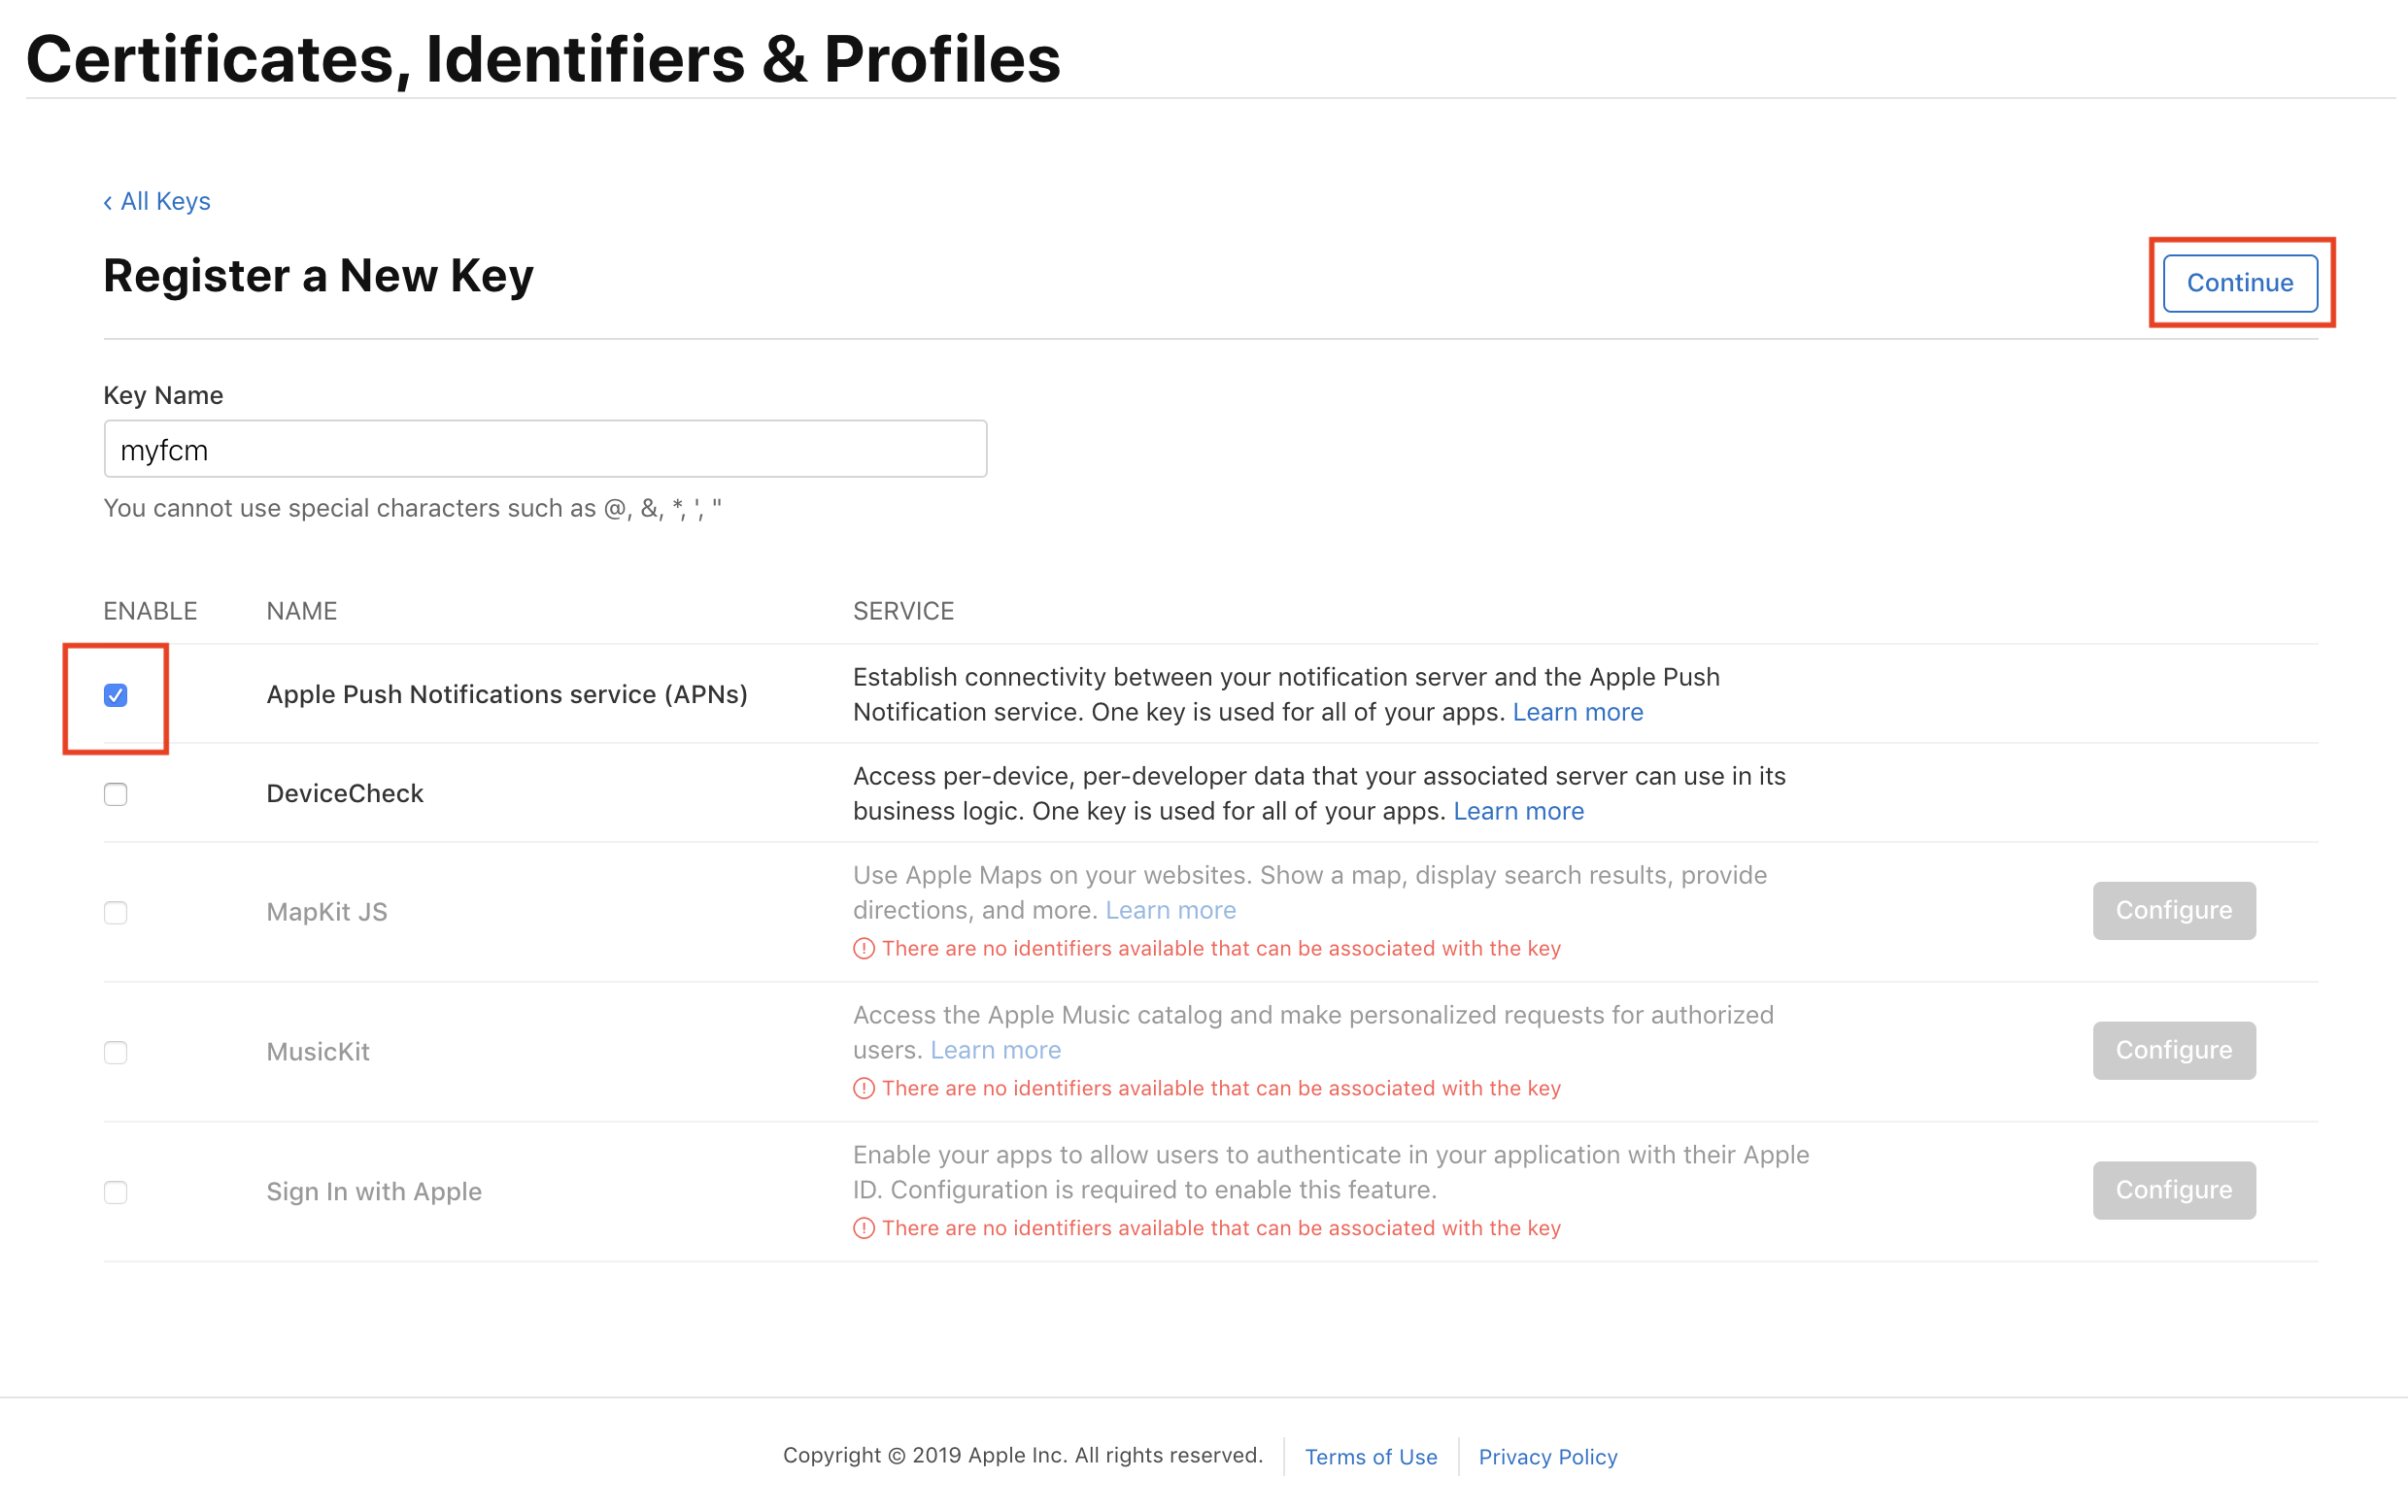 Certificates, Identifiers & Profiles
‹ All Keys
Register a New Key
Continue
Key Name
myfcm
You cannot use special characters such as @, &, *, ', "
ENABLE NAME SERVICE
Apple Push Notifications service (APNs)
Establish connectivity between your notification server and the Apple Push
Notification service. One key is used for all of your apps. Learn more
DeviceCheck
Access per-device, per-developer data that your associated server can use in its
business logic. One key is used for all of your apps. Learn more
MapKit JS
Use Apple Maps on your websites. Show a map, display search results, provide
directions, and more. Learn more
There are no identifiers available that can be associated with the key
Configure
MusicKit
Access the Apple Music catalog and make personalized requests for authorized
users. Learn more
There are no identifiers available that can be associated with the key
Configure
Sign In with Apple
Enable your apps to allow users to authenticate in your application with their Apple
ID. Configuration is required to enable this feature.
There are no identifiers available that can be associated with the key
Configure
Copyright © 2019 Apple Inc. All rights reserved. Terms of Use Privacy Policy